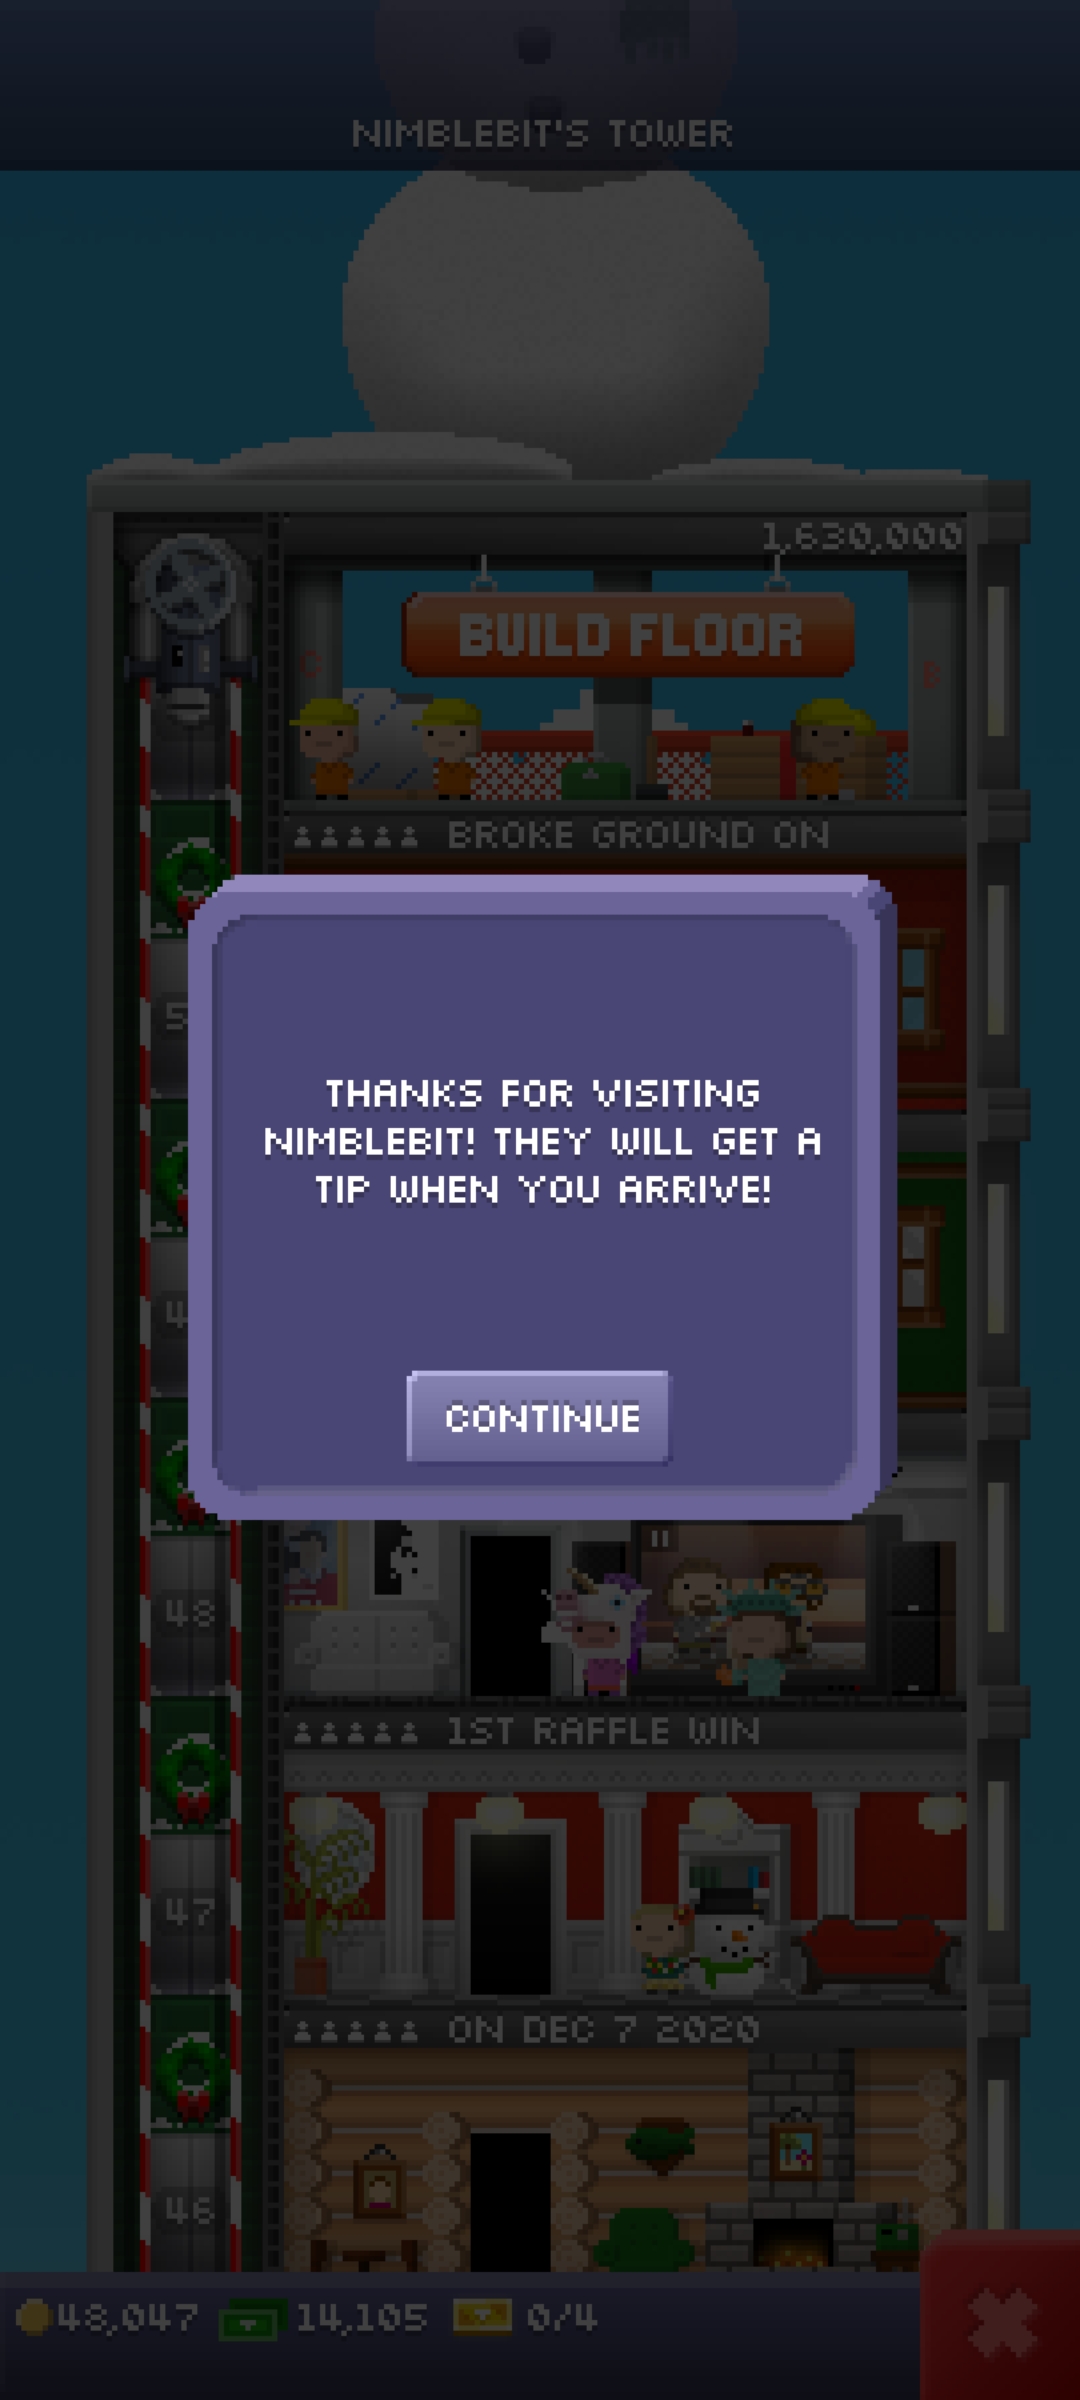 NIMBLEBIT'S TOWER
1,630,000
BUILD FLOOR
BROKE GROUND ON
THANKS FOR VISITING
NIMBLEBIT! THEY WILL GET A
TIP WHEN YOU ARRIVE!
CONTINUE
48
1ST RAFFLE WIN
47
ON DEC 7 2020
46
48,047 14,105 0/4